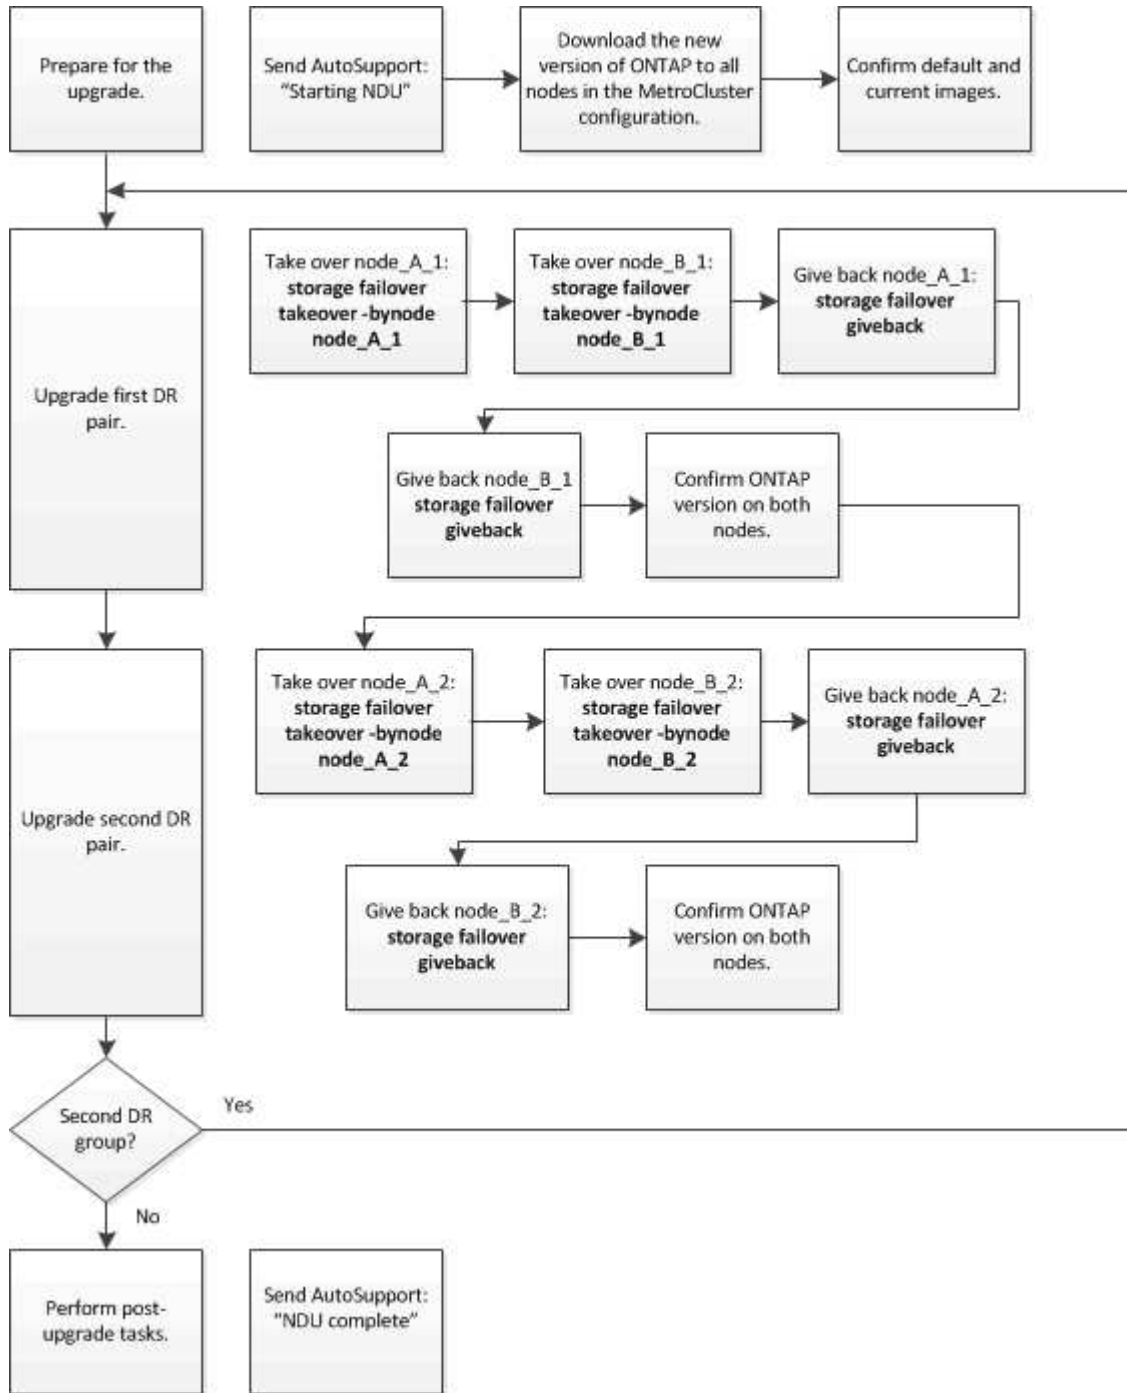 Prepare for the
upgrade.
Send AutoSupport:
“Starting NDU”
Download the new
version of ONTAP to all
nodes in the MetroCluster
configuration.
Confirm default and
current images.
Upgrade first DR
pair.
Take over node_A_1:
storage failover
takeover -bynode
node_A_1
Take over node_B_1:
storage failover
takeover -bynode
node_B_1
Give back node_A_1:
storage failover
giveback
Give back node_B_1
storage failover
giveback
Confirm ONTAP
version on both
nodes.
Upgrade second DR
pair.
Take over node_A_2:
storage failover
takeover -bynode
node_A_2
Take over node_B_2:
storage failover
takeover -bynode
node_B_2
Give back node_A_2:
storage failover
giveback
Give back node_B_2:
storage failover
giveback
Confirm ONTAP
version on both
nodes.
Second DR
group?
Yes
No
Perform post-
upgrade tasks.
Send AutoSupport:
“NDU complete”